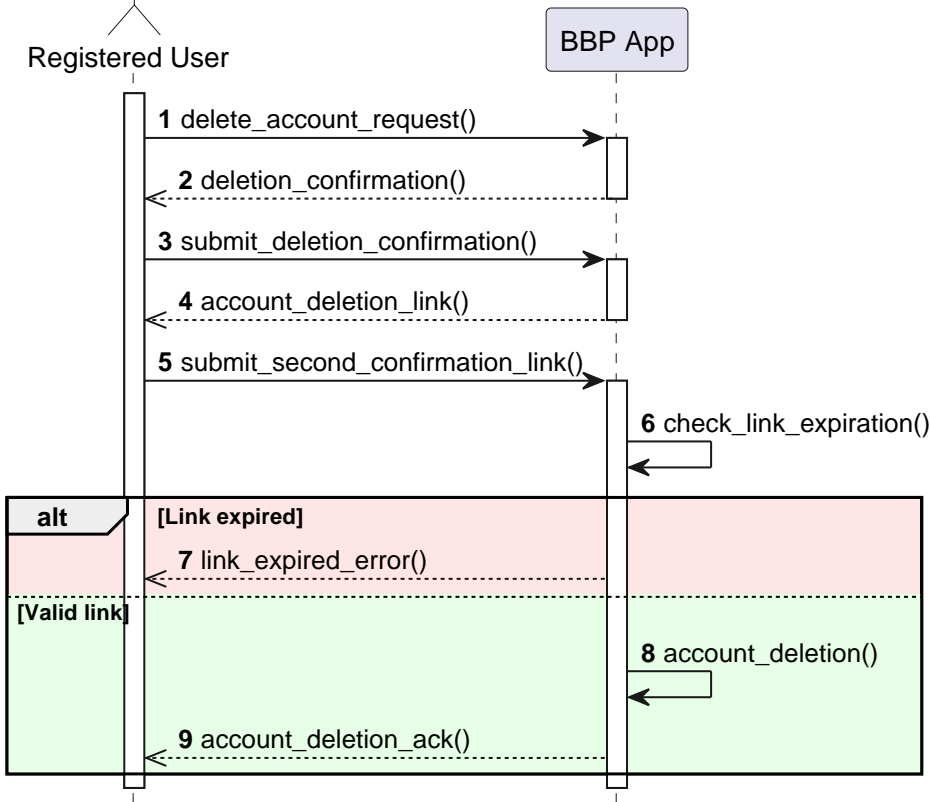 Registered User
BBP App
1 delete_account_request()
2 deletion_confirmation()
3 submit_deletion_confirmation()
4 account_deletion_link()
5 submit_second_confirmation_link()
6 check_link_expiration()
alt [Link expired]
7 link_expired_error()
[Valid link]
8 account_deletion()
9 account_deletion_ack()